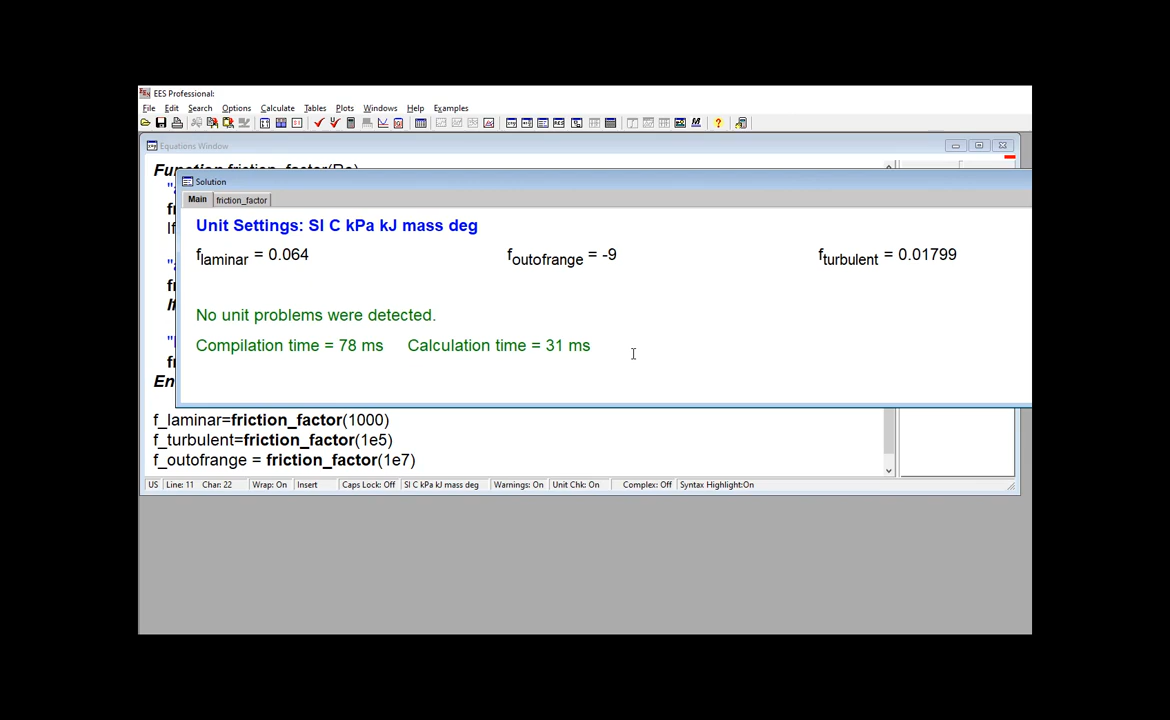 EES Professional:
File Edit Search Options Calculate Tables Plots Windows Help Examples
Equations Window
Solution
Main friction_factor
Unit Settings: SI C kPa kJ mass deg
f_laminar = 0.064 f_outofrange = -9 f_turbulent = 0.01799
No unit problems were detected.
Compilation time = 78 ms Calculation time = 31 ms
f_laminar=friction_factor(1000)
f_turbulent=friction_factor(1e5)
f_outofrange = friction_factor(1e7)
US Line: 11 Char: 22 Wrap: On Insert Caps Lock: Off SI C kPa kJ mass deg Warnings: On Unit Chk: On Complex: Off Syntax Highlight:On